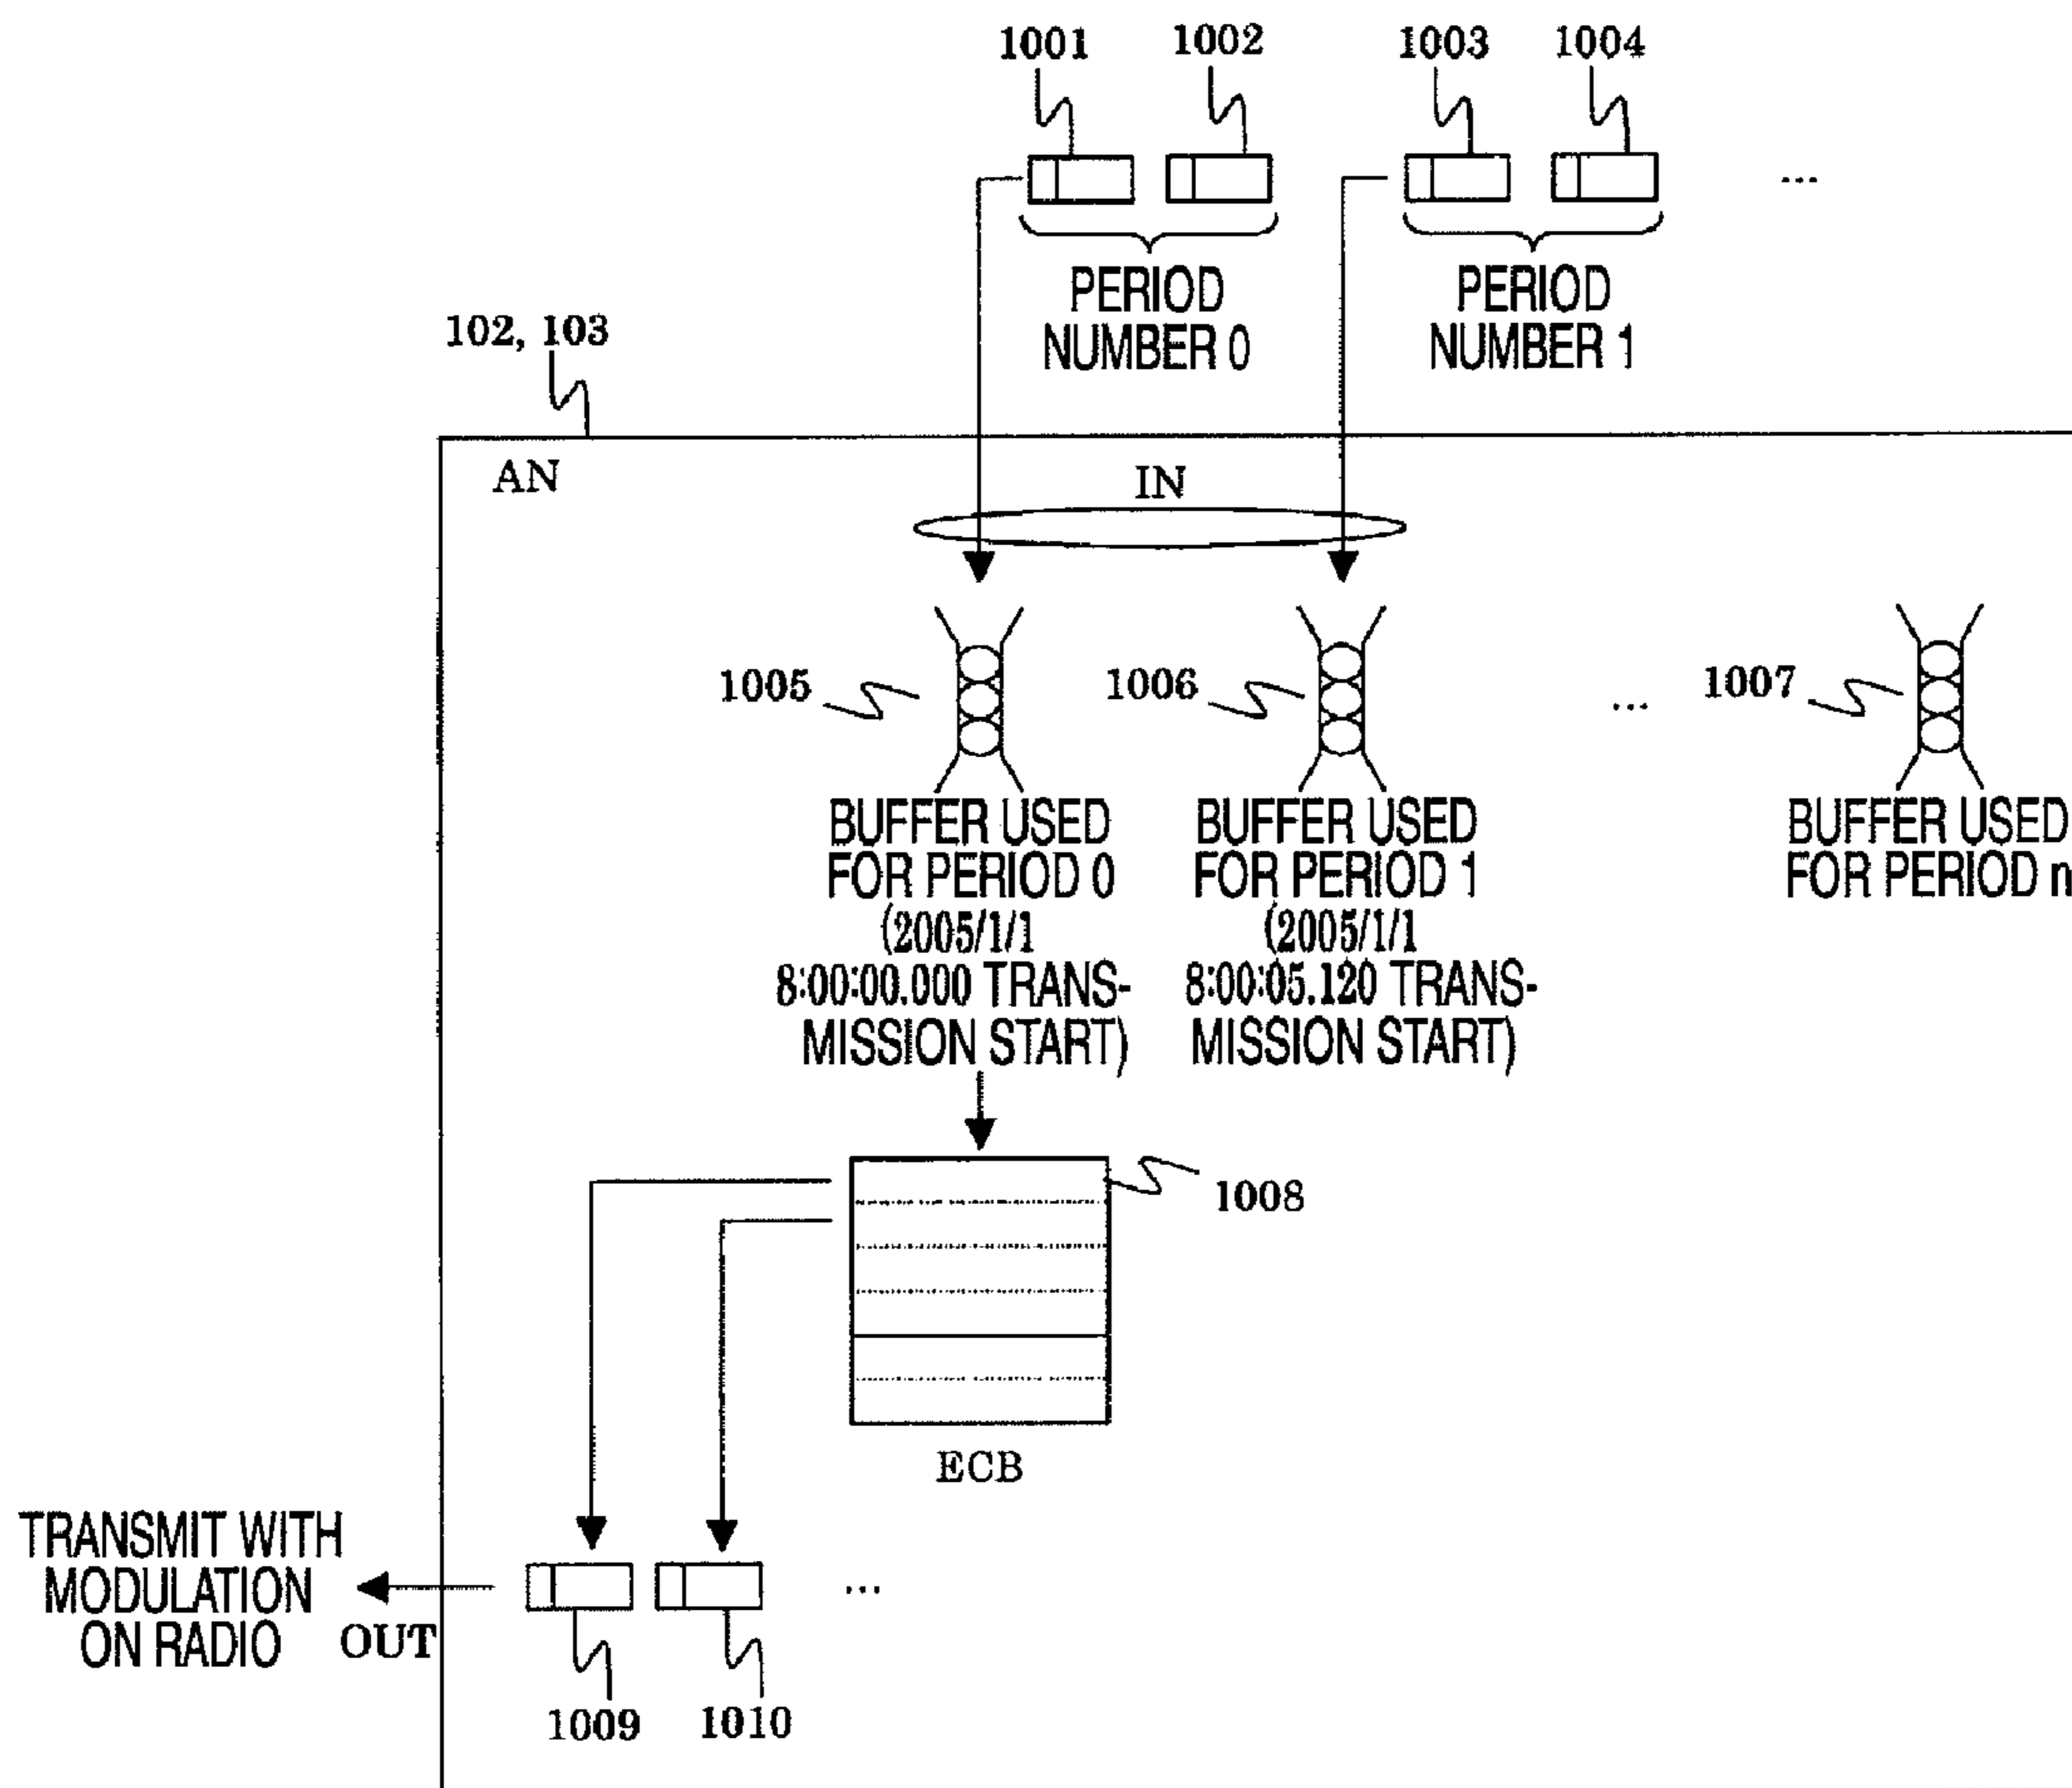 1001
1002
1003
1004
...
PERIOD
NUMBER 0
PERIOD
NUMBER 1
102, 103
AN
IN
1005
1006
...
1007
BUFFER USED
FOR PERIOD 0
(2005/1/1
8:00:00.000 TRANS-
MISSION START)
BUFFER USED
FOR PERIOD 1
(2005/1/1
8:00:05.120 TRANS-
MISSION START)
BUFFER USED
FOR PERIOD n
1008
ECB
TRANSMIT WITH
MODULATION
ON RADIO
OUT
...
1009
1010